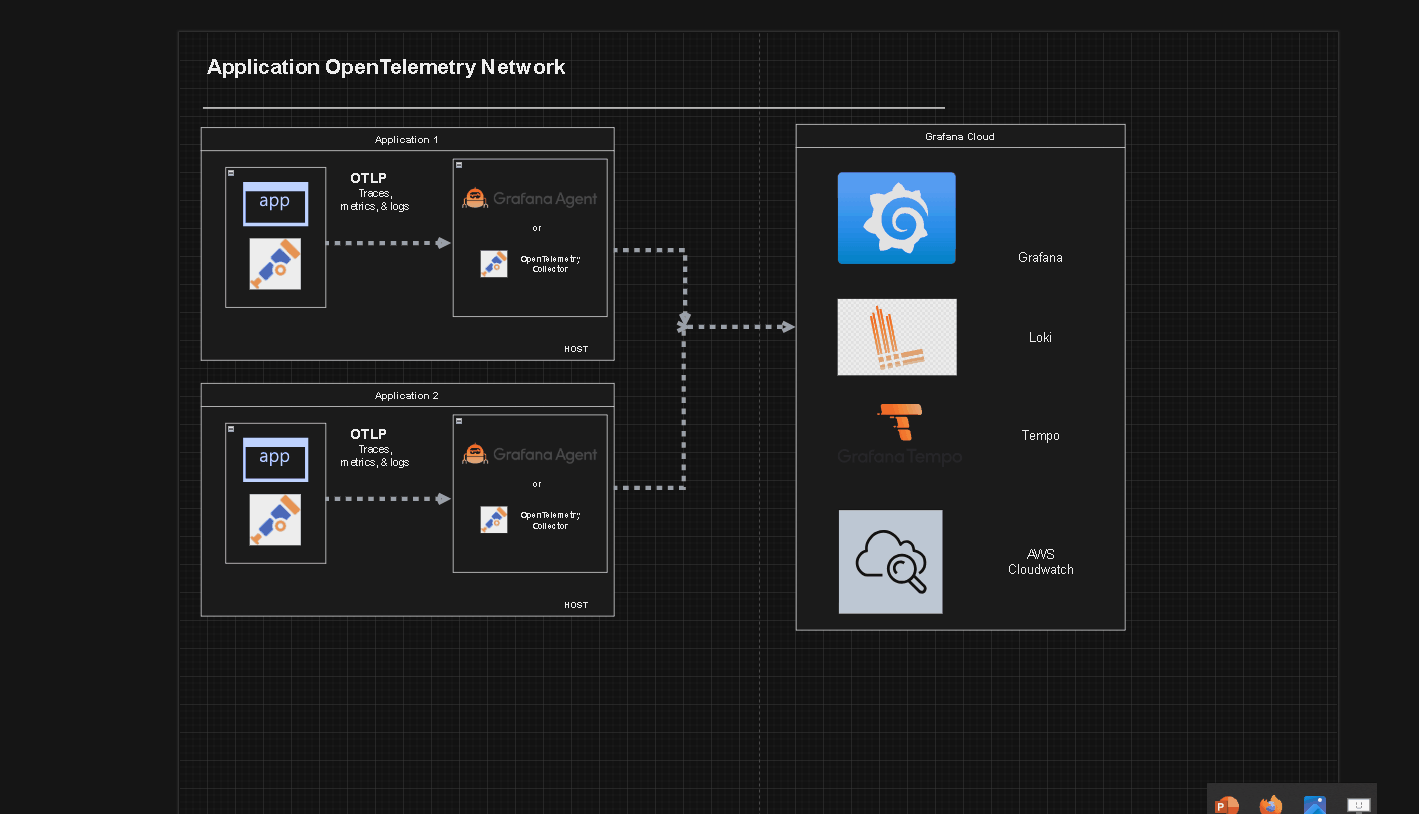 Application OpenTelemetry Network
Application 1
app
OTLP
Traces,
metrics, & logs
Grafana Agent
or
OpenTelemetry
Collector
HOST
Application 2
app
OTLP
Traces,
metrics, & logs
Grafana Agent
or
OpenTelemetry
Collector
HOST
Grafana Cloud
Grafana
Loki
Grafana Tempo
Tempo
AWS
Cloudwatch
P
U